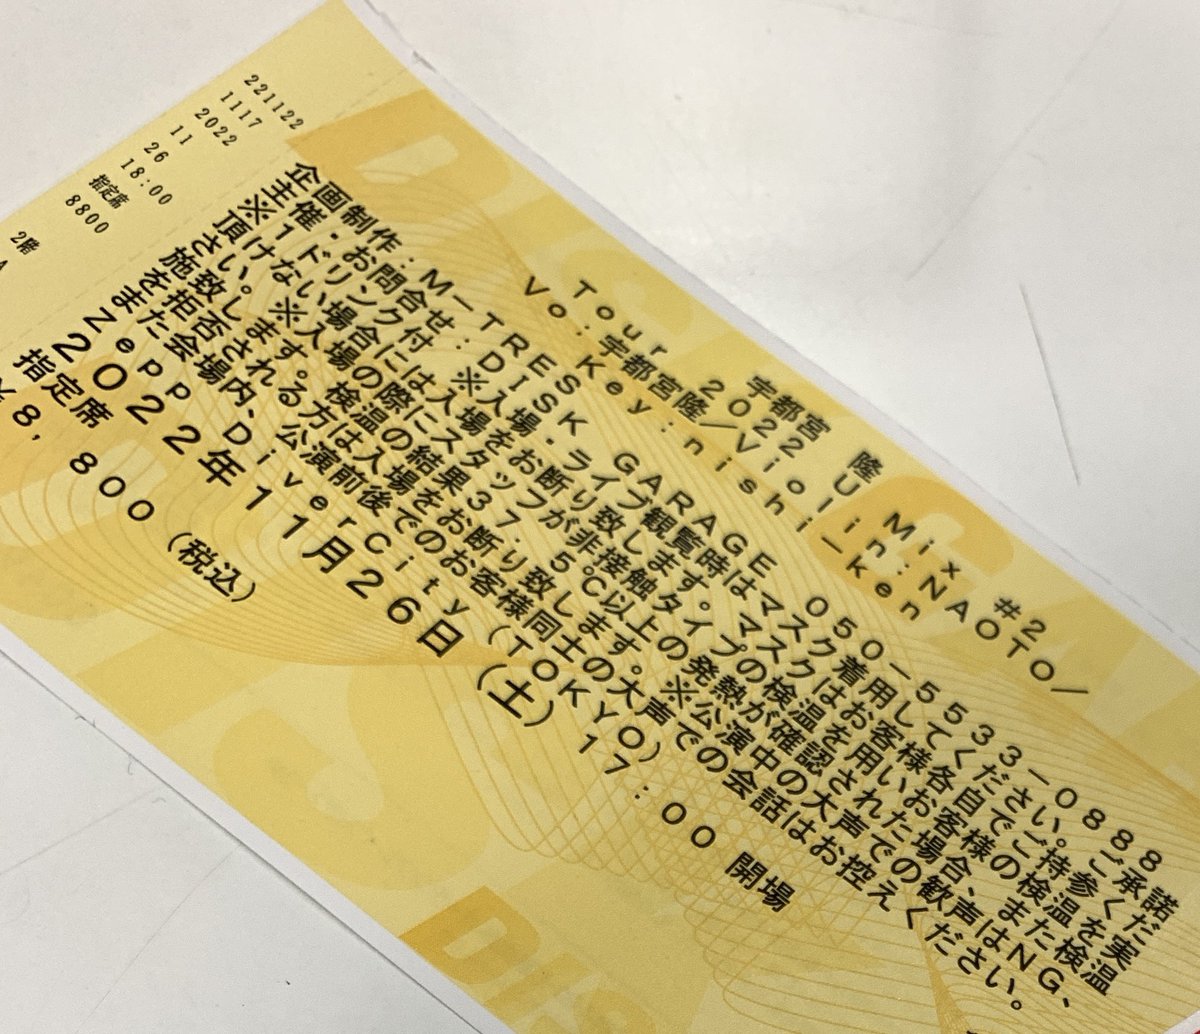 221122
1117
2022
11
26
18:00
指定席
8800
2階
宇都宮 隆
Tour 2022 U Mix #2
Vo:宇都宮隆/Violin:NAOTO/
Key:nishi-ken
企画制作:M-TRES
主催・お問合せ:DISK GARAGE 050-5533-0888
※1ドリンク付 ※入場・ライブ観覧時はマスク着用してください。ご承諾
頂けない場合には入場をお断り致します。マスクはお客様各自でご持参くだ
さい。※入場の際にスタッフが非接触タイプの検温を用いお客様の検温を実
施致します。検温の結果37.5℃以上の発熱が確認された場合、また検温
を拒否される方は入場をお断り致します。※公演中の大声での歓声はNG、
また会場内、公演前後でのお客様同士の大声での会話はお控えください。
Zepp DiverCity(TOKYO)
2022年11月26日(土) 17:00 開場
指定席
¥8,800(税込)